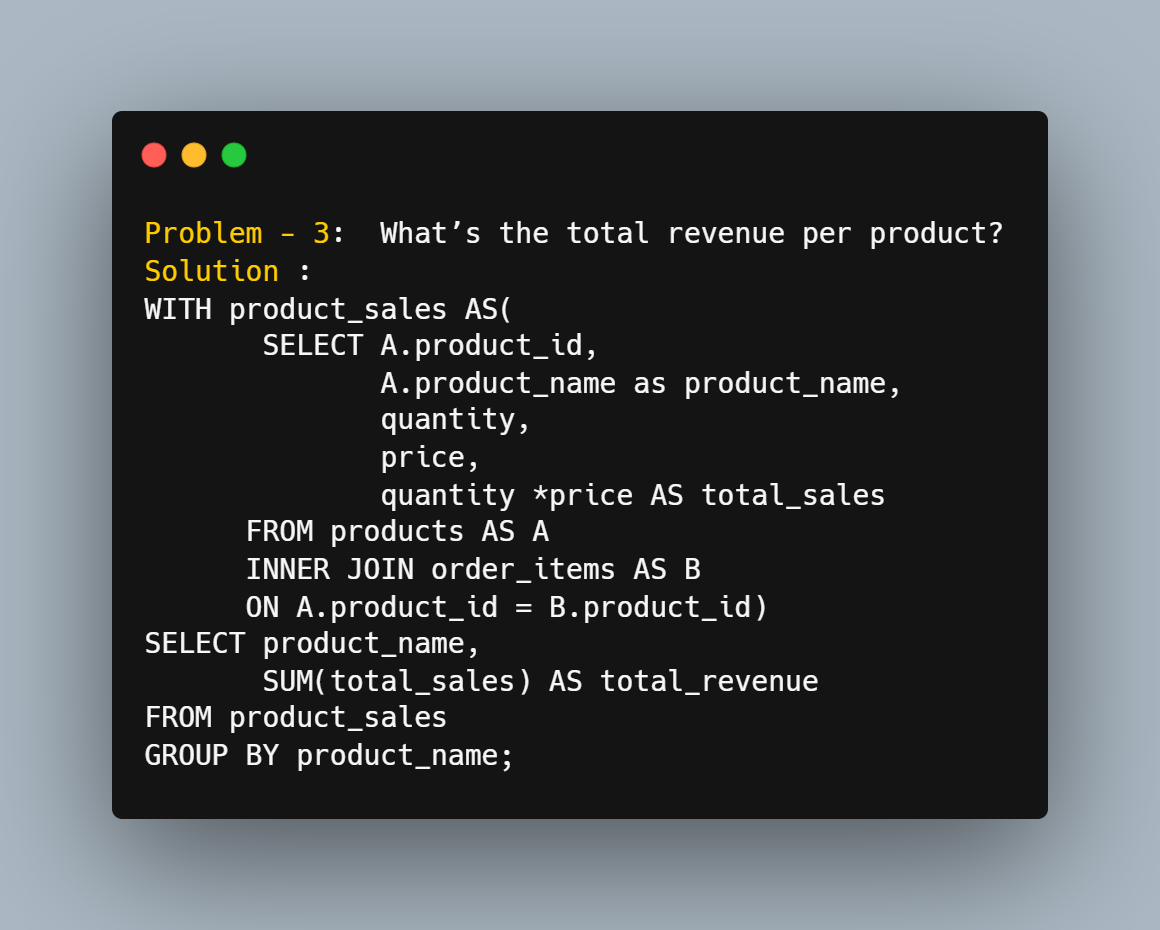 Problem - 3:  What’s the total revenue per product?
Solution :
WITH product_sales AS(
       SELECT A.product_id,
              A.product_name as product_name,
              quantity,
              price,
              quantity *price AS total_sales
      FROM products AS A
      INNER JOIN order_items AS B
      ON A.product_id = B.product_id)
SELECT product_name,
       SUM(total_sales) AS total_revenue
FROM product_sales
GROUP BY product_name;